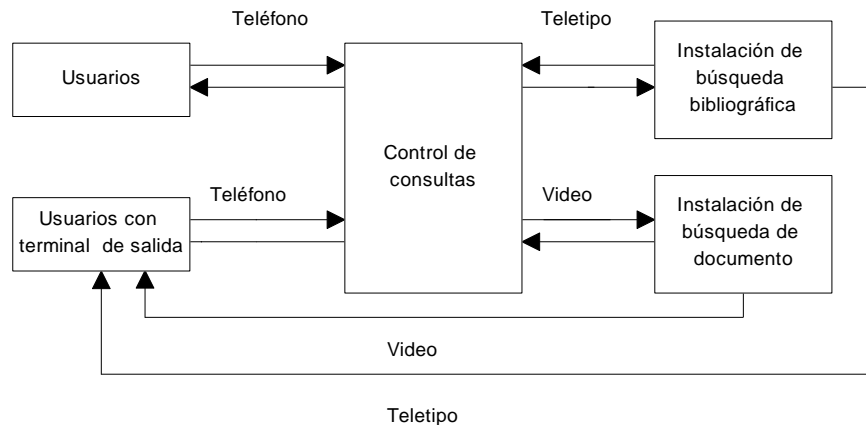 Teléfono
Teletipo
Usuarios
Instalación de
búsqueda
bibliográfica
Control de
consultas
Teléfono
Video
Usuarios con
terminal de salida
Instalación de
búsqueda de
documento
Video
Teletipo